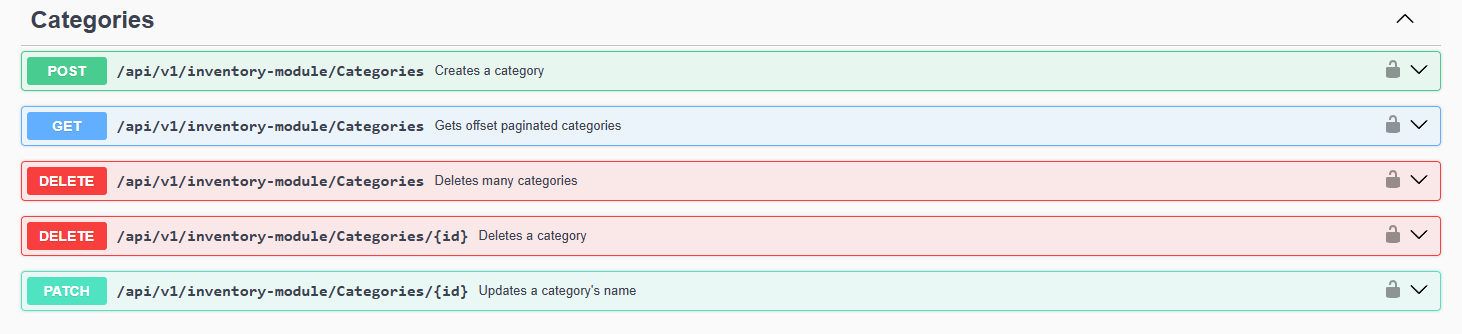 Categories
POST /api/v1/inventory-module/Categories Creates a category
GET /api/v1/inventory-module/Categories Gets offset paginated categories
DELETE /api/v1/inventory-module/Categories Deletes many categories
DELETE /api/v1/inventory-module/Categories/{id} Deletes a category
PATCH /api/v1/inventory-module/Categories/{id} Updates a category's name